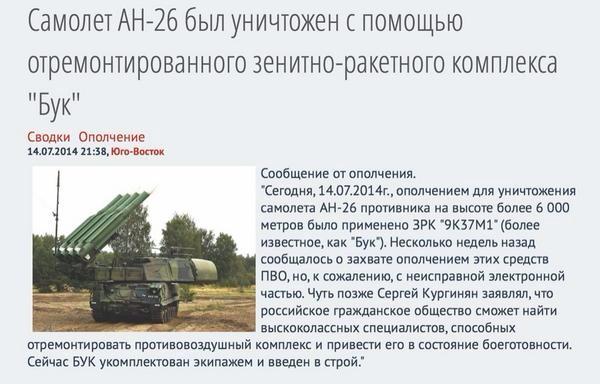 Самолет АН-26 был уничтожен с помощью
отремонтированного зенитно-ракетного комплекса
"Бук"
Сводки Ополчение
14.07.2014 21:38, Юго-Восток
Сообщение от ополчения.
"Сегодня, 14.07.2014г., ополчением для уничтожения
самолета АН-26 противника на высоте более 6 000
метров было применено ЗРК "9К37М1" (более
известное, как "Бук"). Несколько недель назад
сообщалось о захвате ополчением этих средств
ПВО, но, к сожалению, с неисправной электронной
частью. Чуть позже Сергей Кургинян заявлял, что
российское гражданское общество сможет найти
выскоклассных специалистов, способных
отремонтировать противовоздушный комплекс и привести его в состояние боеготовности.
Сейчас БУК укомплектован экипажем и введен в строй."